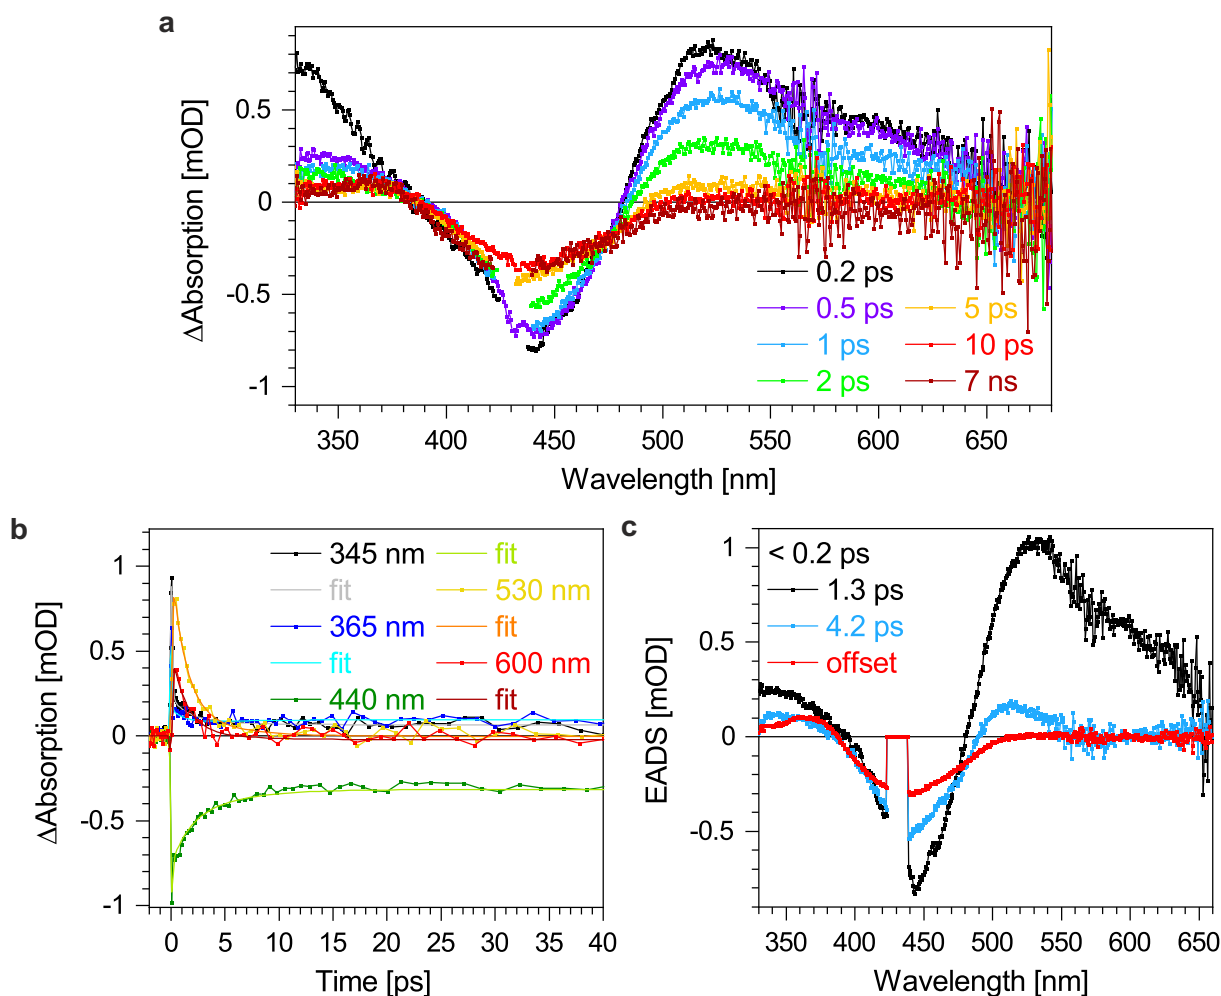 a
ΔAbsorption [mOD]
0.5
0
-0.5
-1
0.2 ps
0.5 ps
5 ps
1 ps
10 ps
2 ps
7 ns
350 400 450 500 550 600 650
Wavelength [nm]
b
ΔAbsorption [mOD]
1
0.5
0
-0.5
-1
345 nm
fit
fit
530 nm
365 nm
fit
fit
600 nm
440 nm
fit
0 5 10 15 20 25 30 35 40
Time [ps]
c
EADS [mOD]
1
0.5
0
-0.5
< 0.2 ps
1.3 ps
4.2 ps
offset
350 400 450 500 550 600 650
Wavelength [nm]